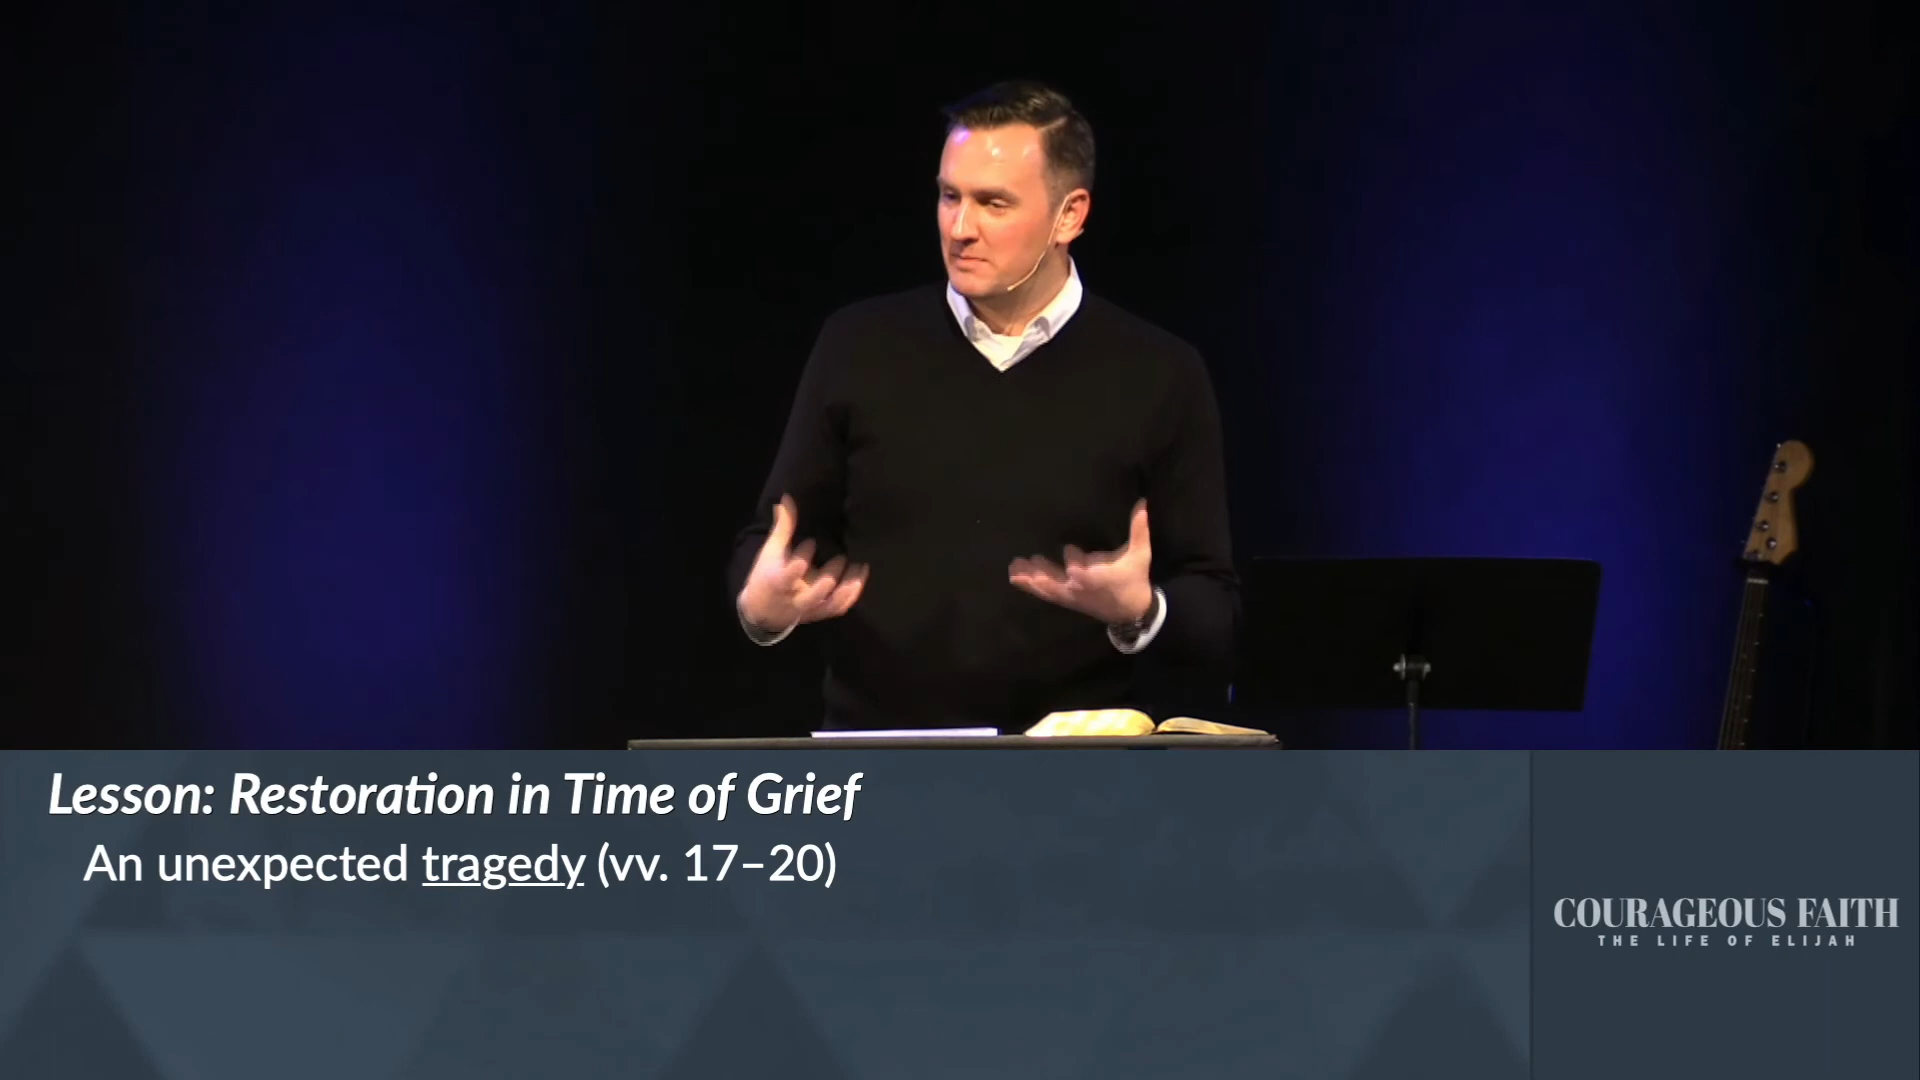 Lesson: Restoration in Time of Grief
An unexpected tragedy (vv. 17–20)
COURAGEOUS FAITH
THE LIFE OF ELIJAH